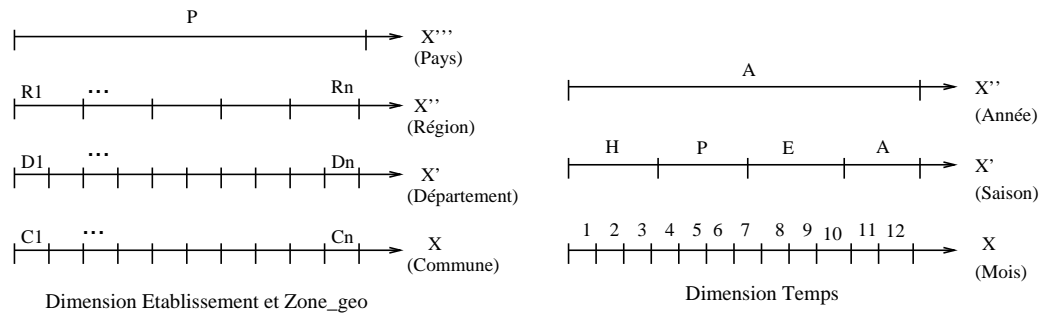 P
X'''
(Pays)
R1 ... Rn
X''
(Région)
D1 ... Dn
X'
(Département)
C1 ... Cn
X
(Commune)
Dimension Etablissement et Zone_geo
A
X''
(Année)
H P E A
X'
(Saison)
1 2 3 4 5 6 7 8 9 10 11 12
X
(Mois)
Dimension Temps